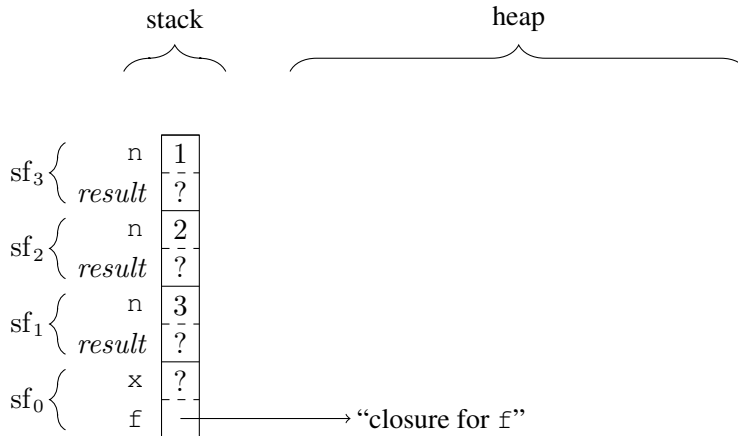 stack heap
sf₃ n 1
result ?
sf₂ n 2
result ?
sf₁ n 3
result ?
sf₀ x ?
f “closure for f”